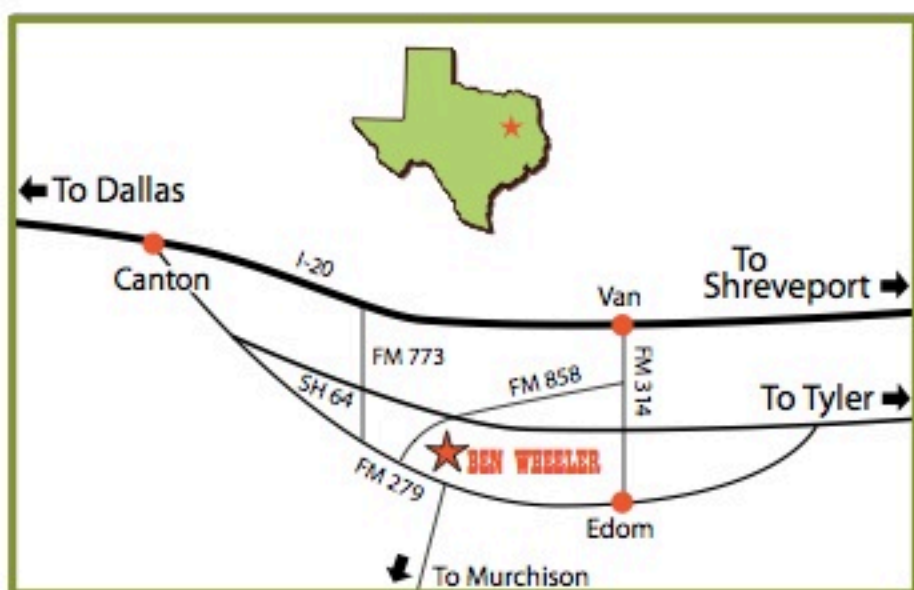 To Dallas
Canton
I-20
Van
To
Shreveport
FM 773
FM 858
FM 314
SH 64
To Tyler
BEN WHEELER
FM 279
Edom
To Murchison